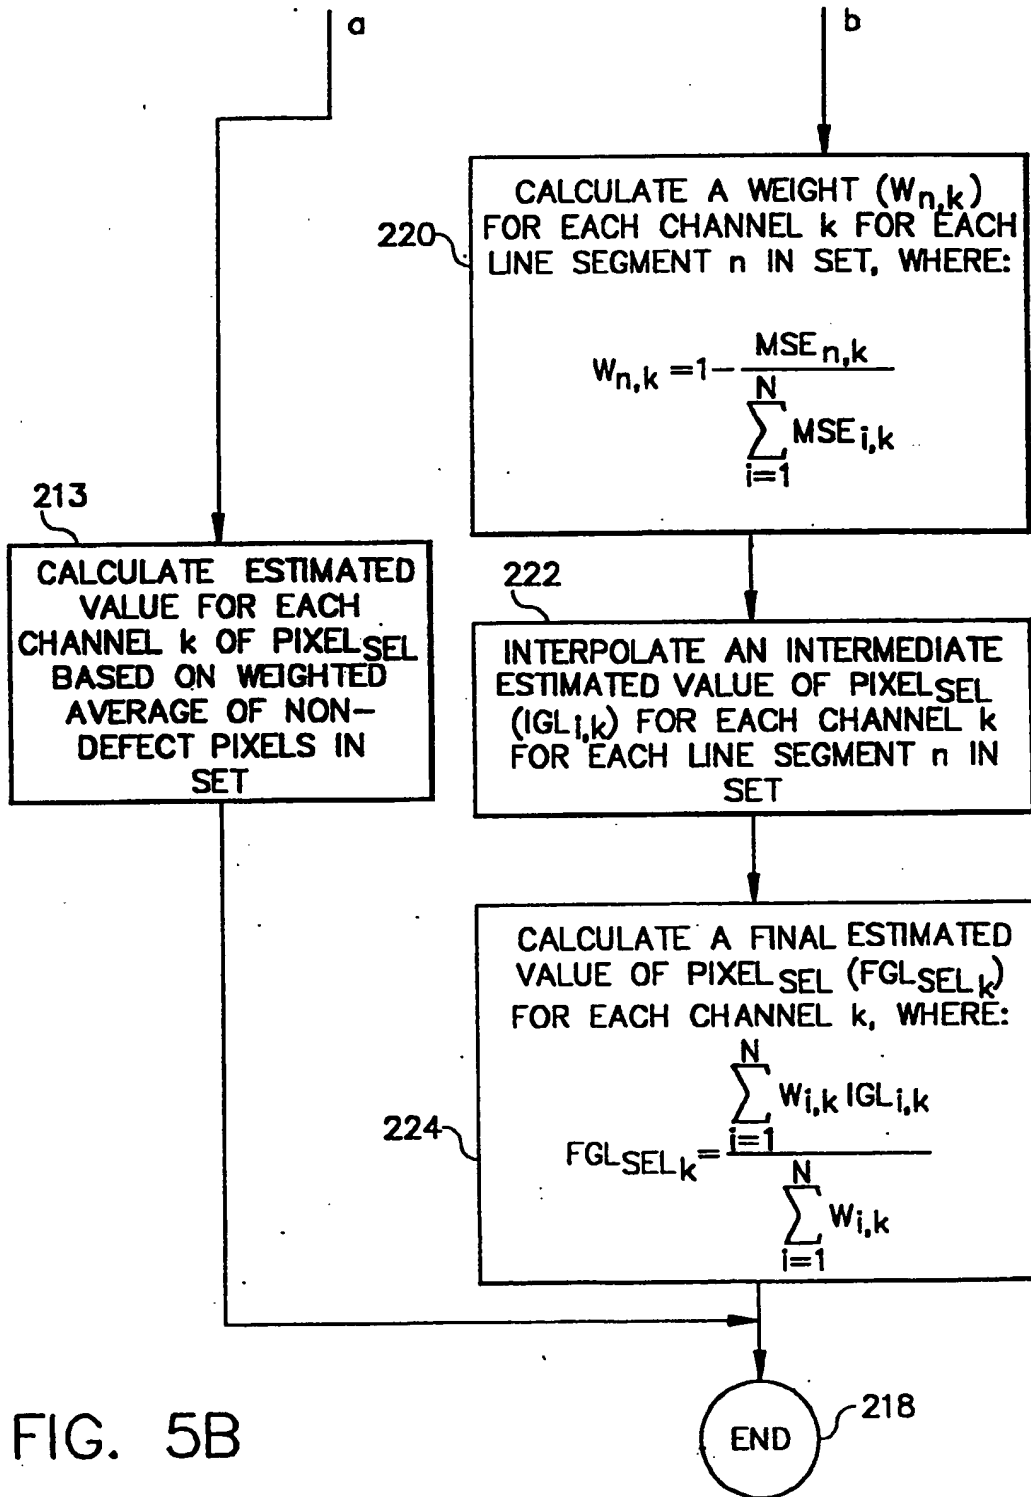 a
b
CALCULATE A WEIGHT (Wn,k)
FOR EACH CHANNEL k FOR EACH
LINE SEGMENT n IN SET, WHERE:
220
Wn,k = 1 - MSEn,k
N
∑ MSEi,k
i=1
213
CALCULATE ESTIMATED
VALUE FOR EACH
CHANNEL k OF PIXELSEL
BASED ON WEIGHTED
AVERAGE OF NON-
DEFECT PIXELS IN
SET
222
INTERPOLATE AN INTERMEDIATE
ESTIMATED VALUE OF PIXELSEL
(IGLi,k) FOR EACH CHANNEL k
FOR EACH LINE SEGMENT n IN
SET
CALCULATE A FINAL ESTIMATED
VALUE OF PIXELSEL (FGLSELk)
FOR EACH CHANNEL k, WHERE:
224
N
∑ Wi,k IGLi,k
i=1
FGLSELk =
N
∑ Wi,k
i=1
END
218
FIG. 5B